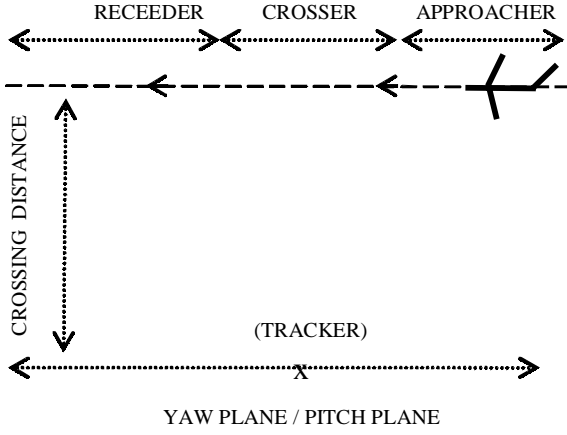 RECEEDER CROSSER APPROACHER
CROSSING DISTANCE
(TRACKER)
x
YAW PLANE / PITCH PLANE